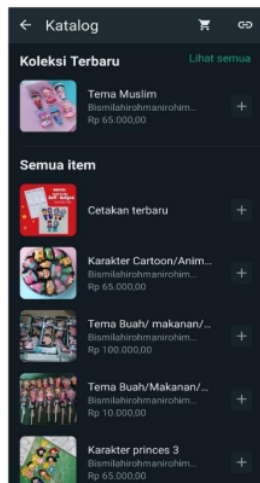 Katalog
Koleksi Terbaru
Lihat semua
Tema Muslim
Bismilahirohmanirohim...
Rp 65.000,00
Semua item
Cetakan terbaru
Karakter Cartoon/Anim...
Bismilahirohmanirohim...
Rp 65.000,00
Tema Buah/ makanan/...
Bismilahirohmanirohim...
Rp 100.000,00
Tema Buah/Makanan/...
Bismilahirohmanirohim...
Rp 10.000,00
Karakter princes 3
Bismilahirohmanirohim...
Rp 65.000,00